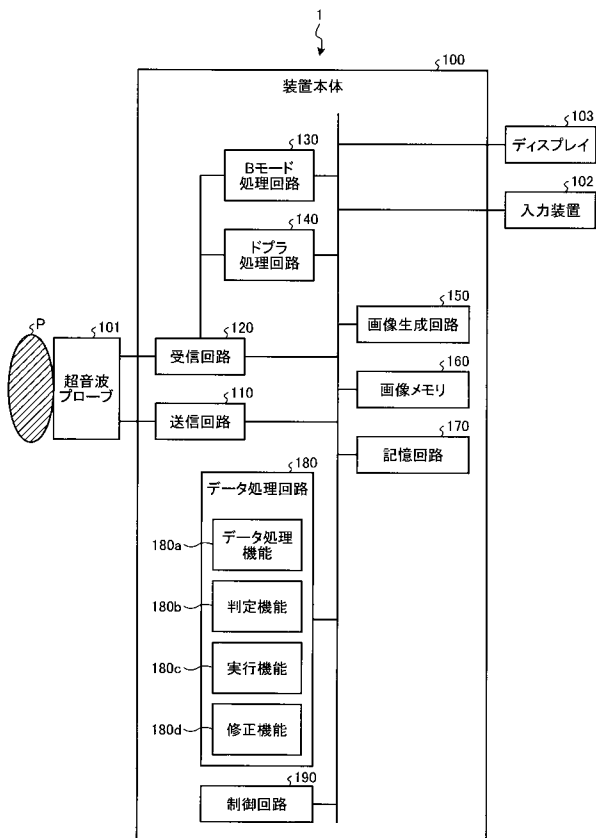 1
100
装置本体
103
ディスプレイ
130
Bモード
処理回路
102
入力装置
140
ドプラ
処理回路
150
画像生成回路
P
101
超音波
プローブ
120
受信回路
160
画像メモリ
110
送信回路
170
記憶回路
180
データ処理回路
180a
データ処理
機能
180b
判定機能
180c
実行機能
180d
修正機能
190
制御回路